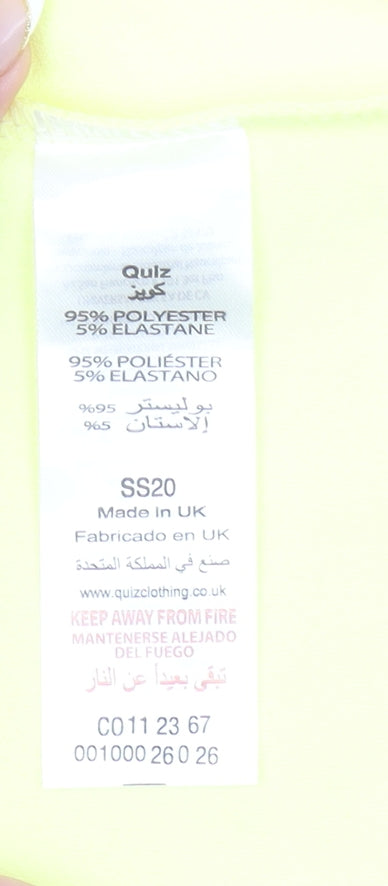 Quiz
كويز
95% POLYESTER
5% ELASTANE
95% POLIÉSTER
5% ELASTANO
%95 بوليستر
%5 إلاستان
SS20
Made in UK
Fabricado en UK
صنع في المملكة المتحدة
www.quizclothing.co.uk
KEEP AWAY FROM FIRE
MANTENERSE ALEJADO
DEL FUEGO
تبقى بعيداً عن النار
CO11 23 67
001000 26 0 26